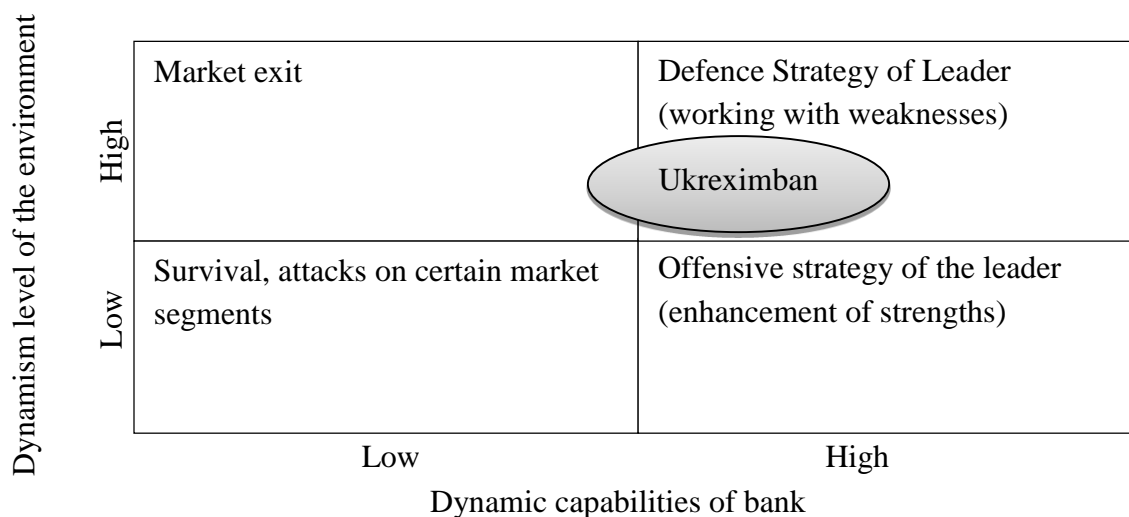 Dynamism level of the environment
High
Low
Market exit
Defence Strategy of Leader
(working with weaknesses)
Ukreximban
Survival, attacks on certain market
segments
Offensive strategy of the leader
(enhancement of strengths)
Low
High
Dynamic capabilities of bank